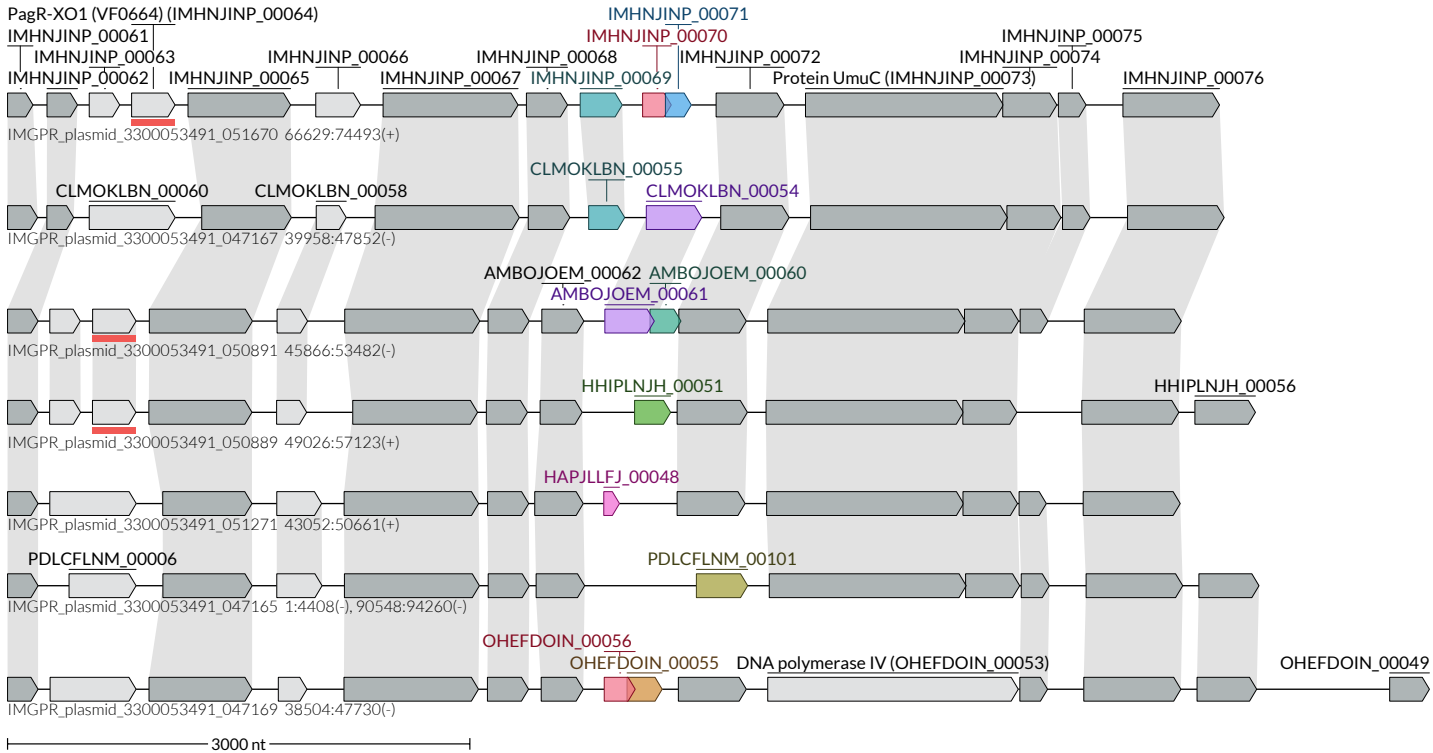 PagR-XO1 (VF0664) (IMHNJINP_00064) IMHNJINP_00071
IMHNJINP_00061 IMHNJINP_00070 IMHNJINP_00075
IMHNJINP_00063 IMHNJINP_00066 IMHNJINP_00068 IMHNJINP_00072 IMHNJINP_00074
IMHNJINP_00062 IMHNJINP_00065 IMHNJINP_00067 IMHNJINP_00069 Protein UmuC (IMHNJINP_00073) IMHNJINP_00076
IMGPR_plasmid_3300053491_051670 66629:74493(+)
CLMOKLBN_00055
CLMOKLBN_00060 CLMOKLBN_00058 CLMOKLBN_00054
IMGPR_plasmid_3300053491_047167 39958:47852(-)
AMBOJOEM_00062 AMBOJOEM_00060
AMBOJOEM_00061
IMGPR_plasmid_3300053491_050891 45866:53482(-)
HHIPLNJH_00051 HHIPLNJH_00056
IMGPR_plasmid_3300053491_050889 49026:57123(+)
HAPJLLFJ_00048
IMGPR_plasmid_3300053491_051271 43052:50661(+)
PDLCFLNM_00006 PDLCFLNM_00101
IMGPR_plasmid_3300053491_047165 1:4408(-), 90548:94260(-)
OHEFDOIN_00056
OHEFDOIN_00055 DNA polymerase IV (OHEFDOIN_00053) OHEFDOIN_00049
IMGPR_plasmid_3300053491_047169 38504:47730(-)
3000 nt